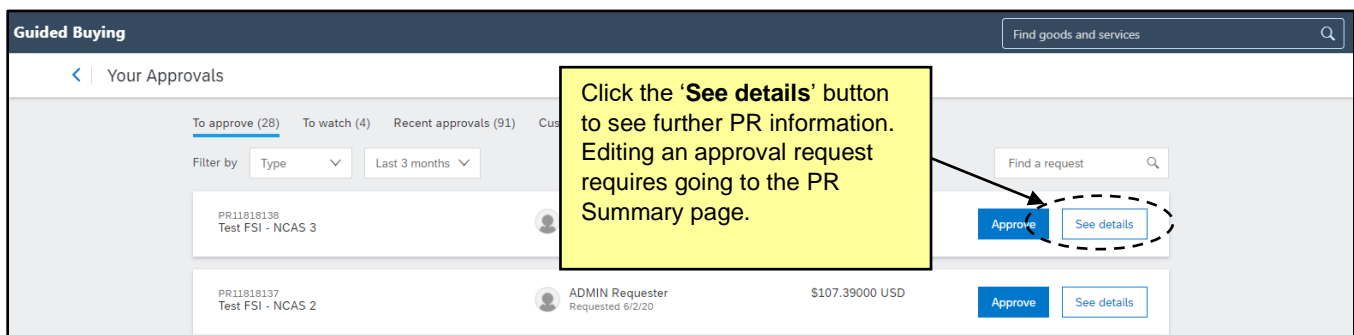 Guided Buying
Find goods and services
Your Approvals
Click the ‘See details’ button
to see further PR information.
Editing an approval request
requires going to the PR
Summary page.
To approve (28) To watch (4) Recent approvals (91)
Filter by Type Last 3 months Find a request
PR11818138
Test FSI - NCAS 3
Approve See details
PR11818137
Test FSI - NCAS 2
ADMIN Requester
Requested 6/2/20
$107.39000 USD
Approve See details